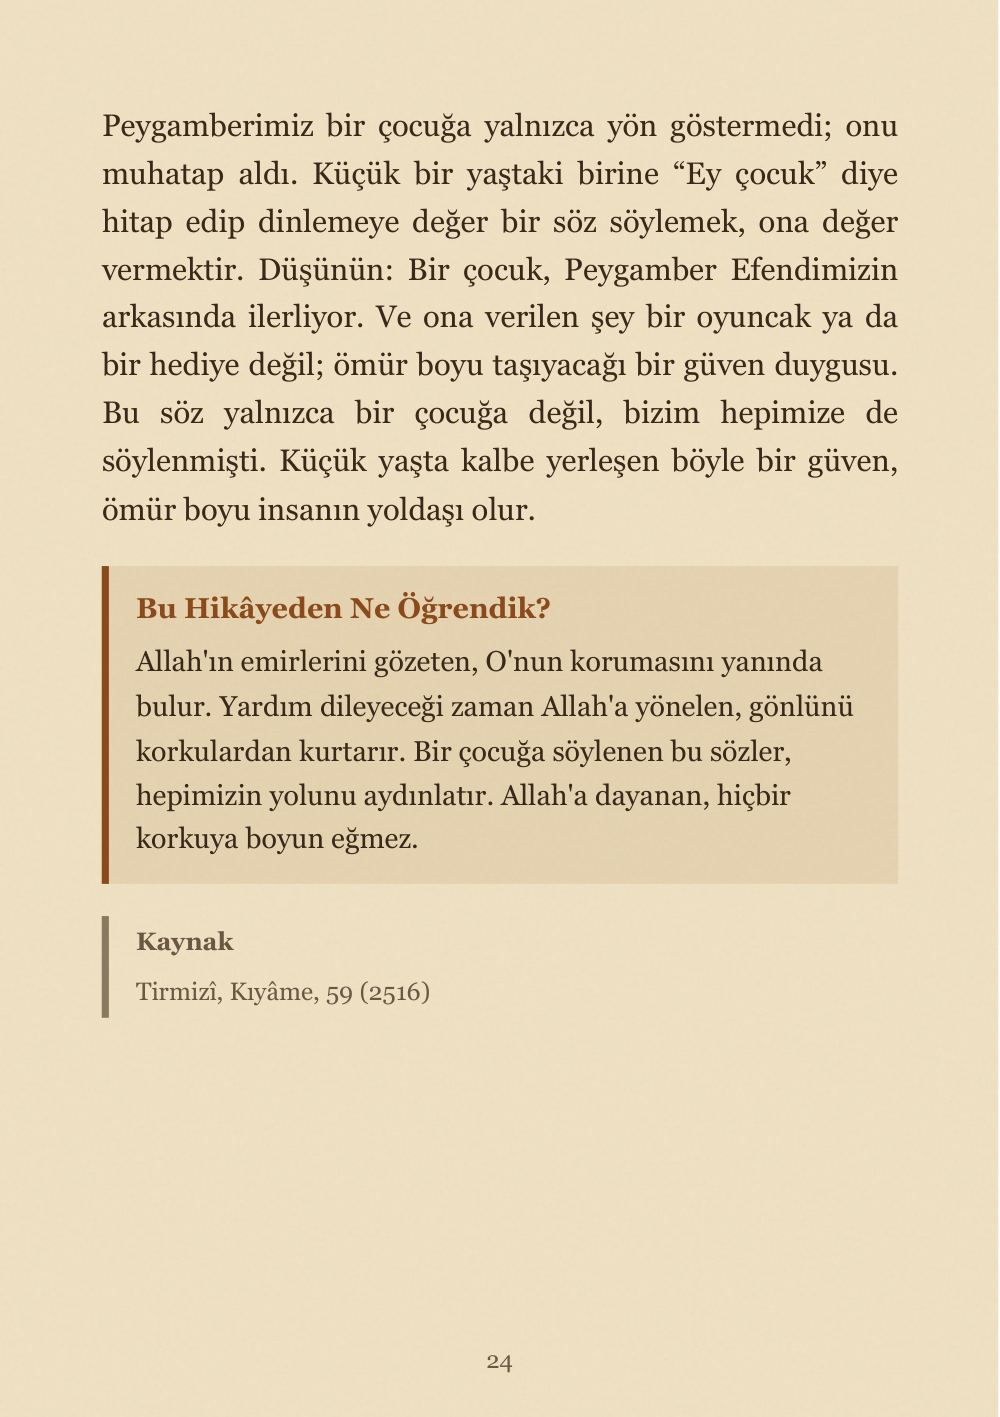 Peygamberimiz bir çocuğa yalnızca yön göstermedi; onu
muhatap aldı. Küçük bir yaştaki birine “Ey çocuk” diye
hitap edip dinlemeye değer bir söz söylemek, ona değer
vermektir. Düşünün: Bir çocuk, Peygamber Efendimizin
arkasında ilerliyor. Ve ona verilen şey bir oyuncak ya da
bir hediye değil; ömür boyu taşıyacağı bir güven duygusu.
Bu söz yalnızca bir çocuğa değil, bizim hepimize de
söylenmişti. Küçük yaşta kalbe yerleşen böyle bir güven,
ömür boyu insanın yoldaşı olur.
Bu Hikâyeden Ne Öğrendik?
Allah'ın emirlerini gözeten, O'nun korumasını yanında
bulur. Yardım dileyeceği zaman Allah'a yönelen, gönlünü
korkulardan kurtarır. Bir çocuğa söylenen bu sözler,
hepimizin yolunu aydınlatır. Allah'a dayanan, hiçbir
korkuya boyun eğmez.
Kaynak
Tirmizî, Kıyâme, 59 (2516)
24